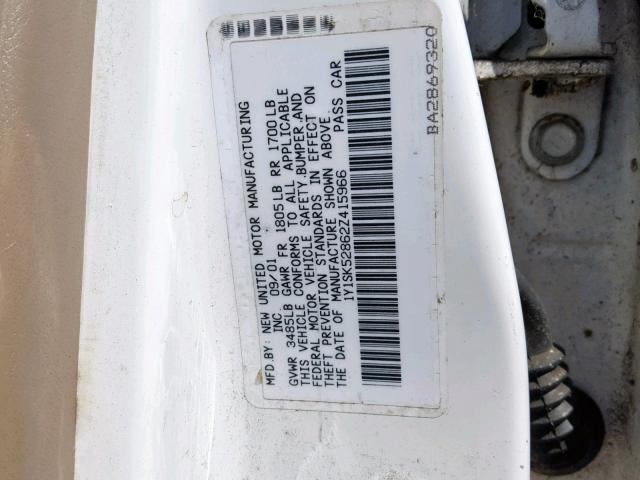 MFD.BY: NEW UNITED MOTOR MANUFACTURING
INC 09/01
GVWR 3485LB GAWR FR 1805LB RR 1700LB
THIS VEHICLE CONFORMS TO ALL APPLICABLE
FEDERAL MOTOR VEHICLE SAFETY.BUMPER.AND
THEFT PREVENTION STANDARDS IN EFFECT ON
THE DATE OF MANUFACTURE SHOWN ABOVE.
1Y1SK52862Z415966 PASS CAR
BA2869320